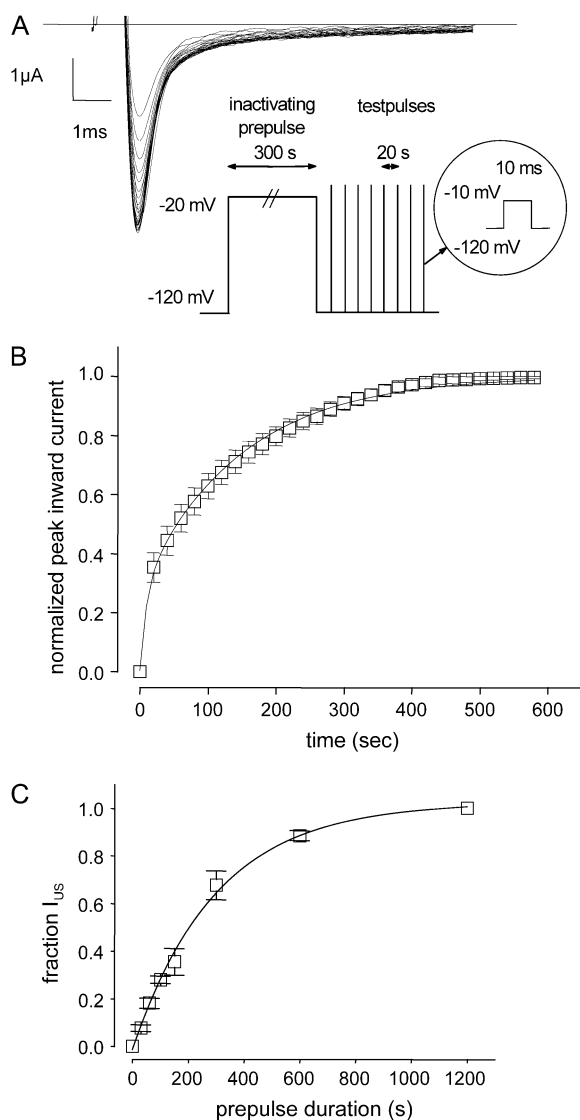 A
1µA
1ms
inactivating
prepulse
300 s
testpulses
20 s
10 ms
-10 mV
-120 mV
-20 mV
-120 mV
B
normalized peak inward current
1.0
0.8
0.6
0.4
0.2
0.0
0 100 200 300 400 500 600
time (sec)
C
fraction I_US
1.0
0.8
0.6
0.4
0.2
0.0
0 200 400 600 800 1000 1200
prepulse duration (s)